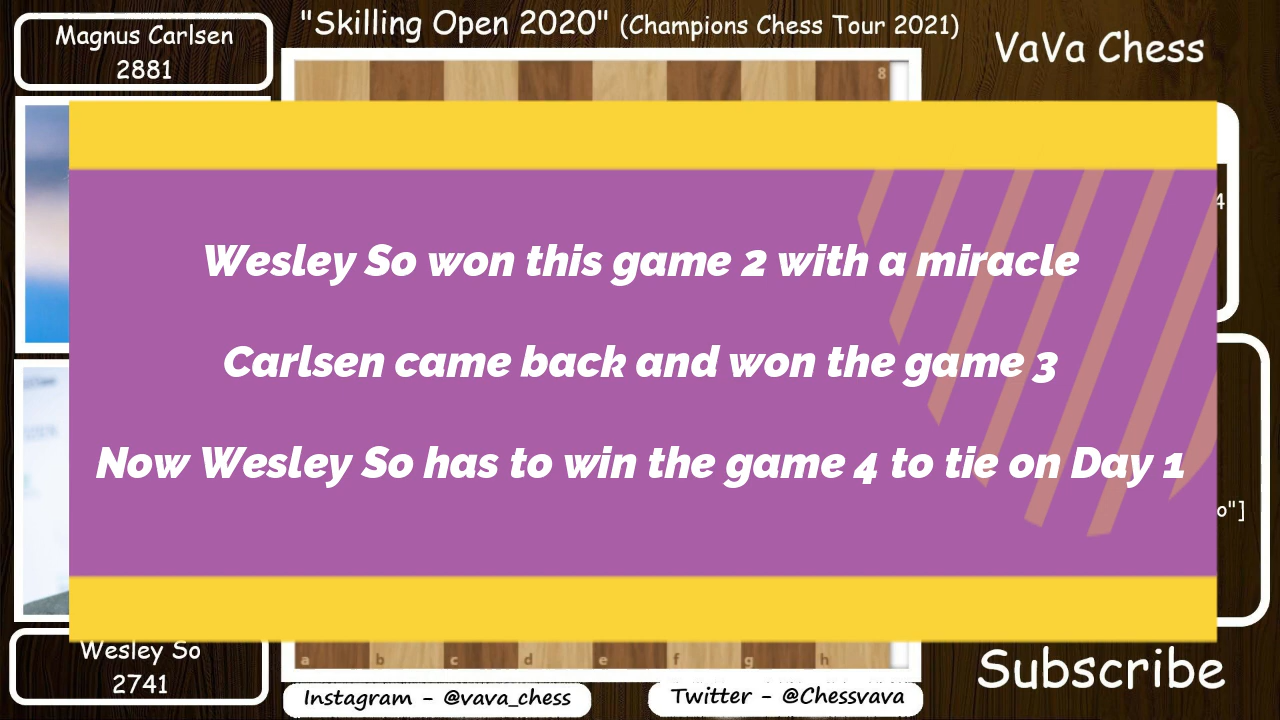 Magnus Carlsen
2881
"Skilling Open 2020" (Champions Chess Tour 2021)
VaVa Chess
8
4
Wesley So won this game 2 with a miracle
Carlsen came back and won the game 3
Now Wesley So has to win the game 4 to tie on Day 1
o"]
Wesley So
2741
a b c d e f g h
Instagram - @vava_chess
Twitter - @Chessvava
Subscribe